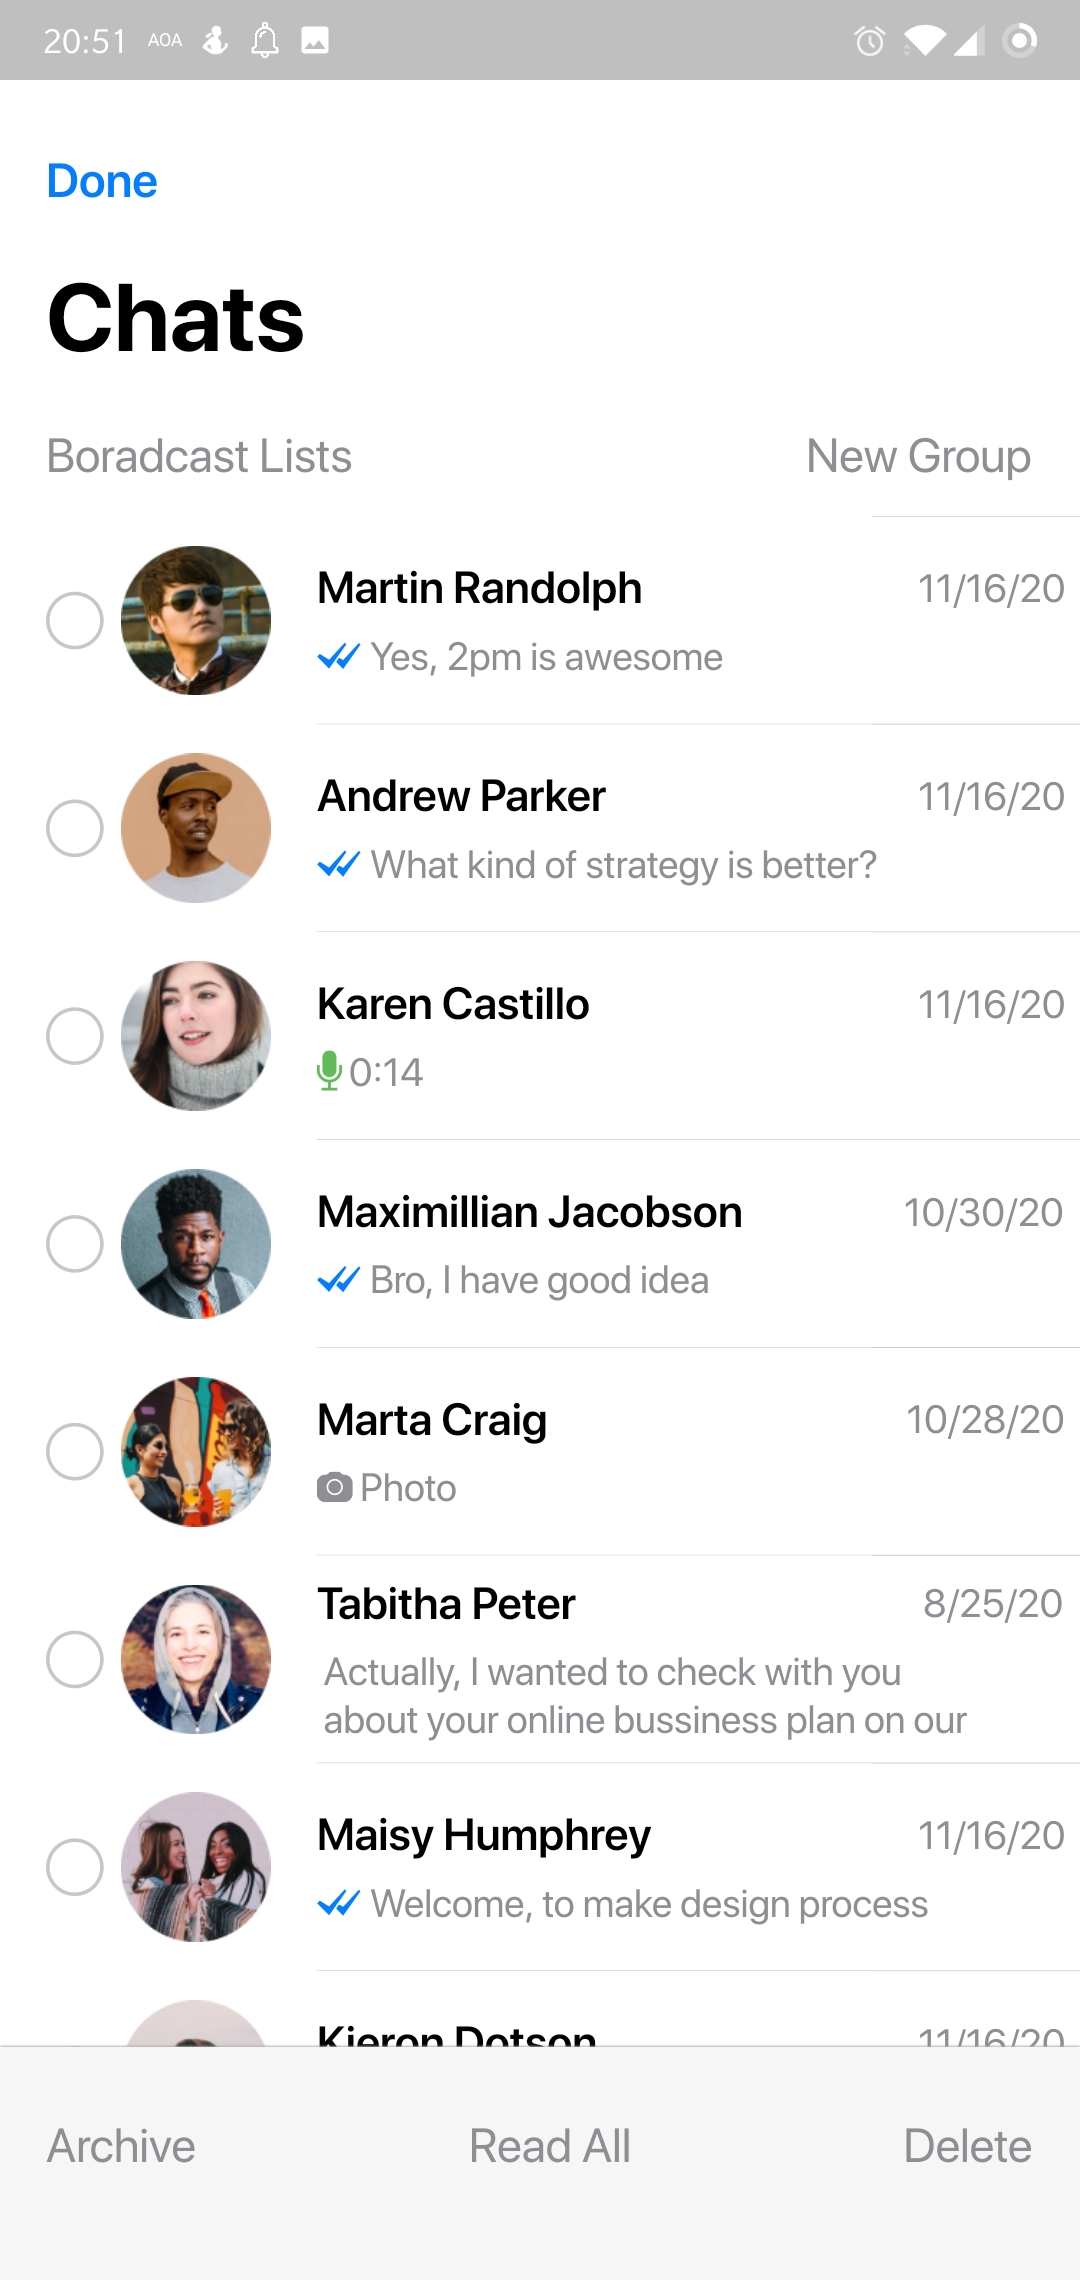 20:51 AOA
Done
Chats
Boradcast Lists New Group
Martin Randolph 11/16/20
Yes, 2pm is awesome
Andrew Parker 11/16/20
What kind of strategy is better?
Karen Castillo 11/16/20
0:14
Maximillian Jacobson 10/30/20
Bro, I have good idea
Marta Craig 10/28/20
Photo
Tabitha Peter 8/25/20
Actually, I wanted to check with you
about your online bussiness plan on our
Maisy Humphrey 11/16/20
Welcome, to make design process
Kieron Dotson 11/16/20
Archive Read All Delete